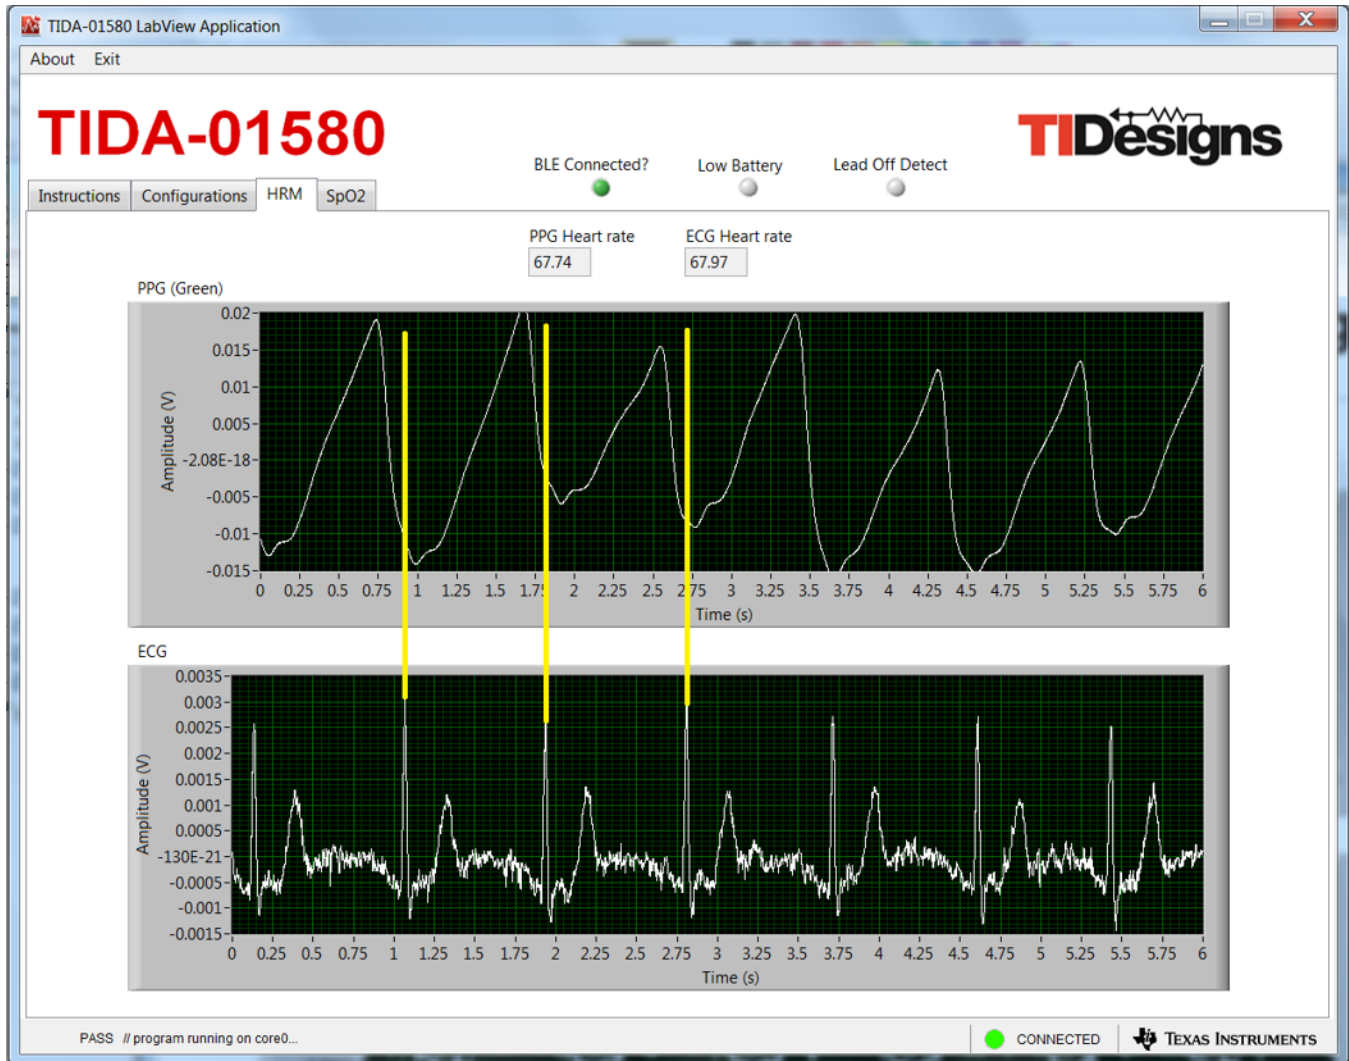 TIDA-01580 LabView Application
About Exit
TIDA-01580
TIDesigns
BLE Connected? Low Battery Lead Off Detect
Instructions Configurations HRM SpO2
PPG Heart rate ECG Heart rate
67.74 67.97
PPG (Green)
0.02
0.015
0.01
0.005
-2.08E-18
-0.005
-0.01
-0.015
Amplitude (V)
0 0.25 0.5 0.75 1 1.25 1.5 1.75 2 2.25 2.5 2.75 3 3.25 3.5 3.75 4 4.25 4.5 4.75 5 5.25 5.5 5.75 6
Time (s)
ECG
0.0035
0.003
0.0025
0.002
0.0015
0.001
0.0005
-130E-21
-0.0005
-0.001
-0.0015
Amplitude (V)
0 0.25 0.5 0.75 1 1.25 1.5 1.75 2 2.25 2.5 2.75 3 3.25 3.5 3.75 4 4.25 4.5 4.75 5 5.25 5.5 5.75 6
Time (s)
PASS // program running on core0... CONNECTED TEXAS INSTRUMENTS